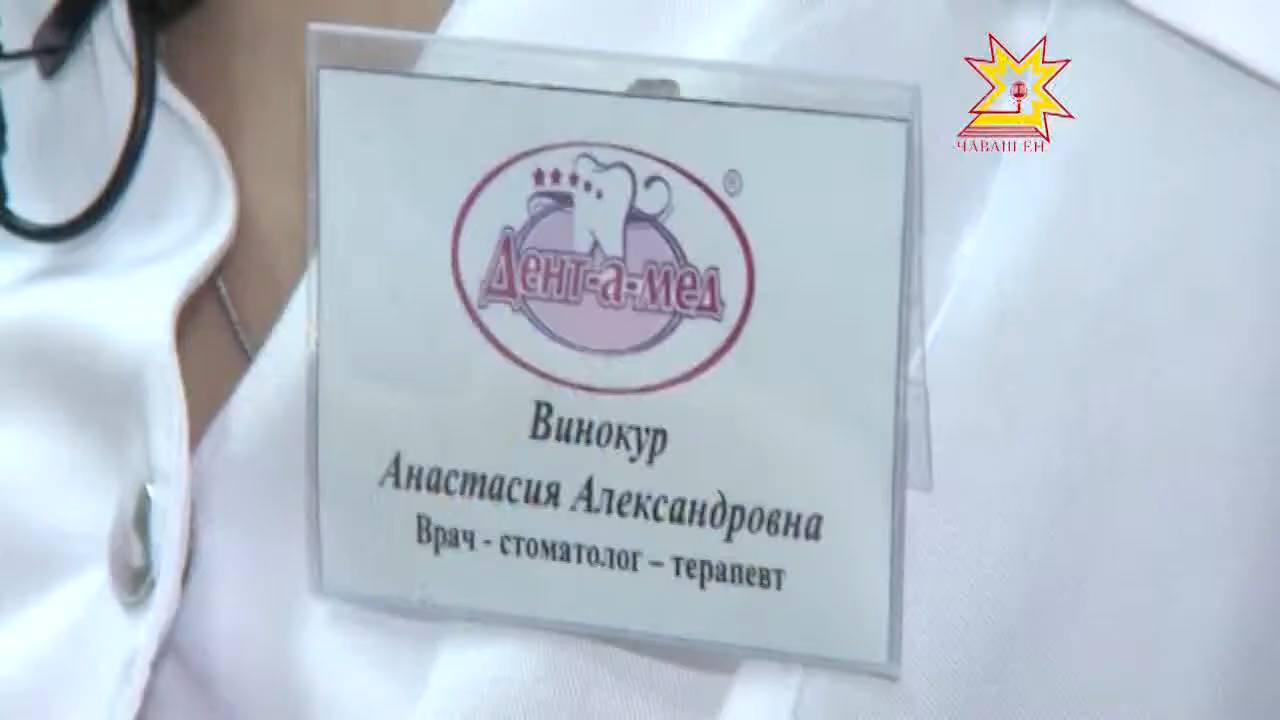 ЧАВАШ ЕН
Дент-а-мед
®
Винокур
Анастасия Александровна
Врач - стоматолог – терапевт